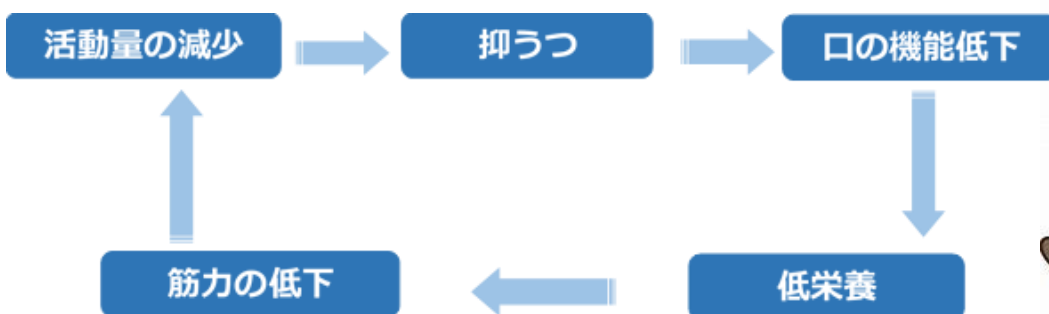 活動量の減少
抑うつ
口の機能低下
低栄養
筋力の低下